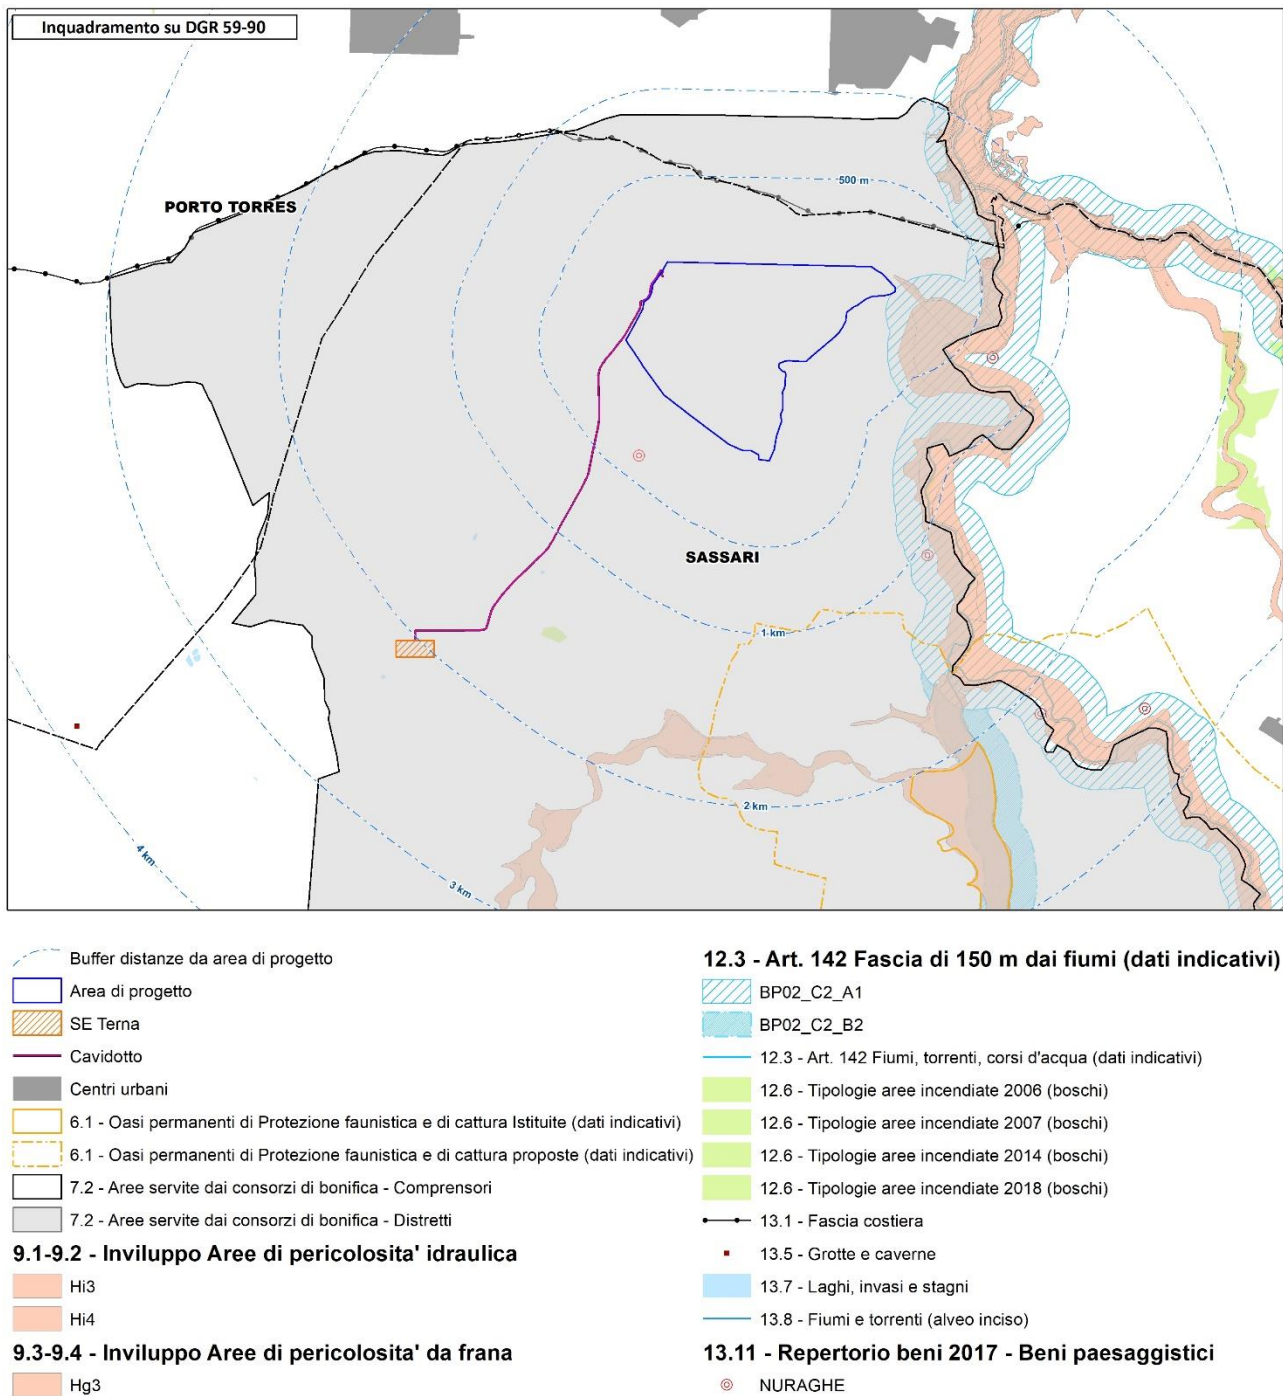 Inquadramento su DGR 59-90
500 m
PORTO TORRES
SASSARI
1 km
2 km
4 km
3 km
Buffer distanze da area di progetto
Area di progetto
SE Terna
Cavidotto
Centri urbani
6.1 - Oasi permanenti di Protezione faunistica e di cattura Istituite (dati indicativi)
6.1 - Oasi permanenti di Protezione faunistica e di cattura proposte (dati indicativi)
7.2 - Aree servite dai consorzi di bonifica - Comprensori
7.2 - Aree servite dai consorzi di bonifica - Distretti
9.1-9.2 - Inviluppo Aree di pericolosita' idraulica
Hi3
Hi4
9.3-9.4 - Inviluppo Aree di pericolosita' da frana
Hg3
12.3 - Art. 142 Fascia di 150 m dai fiumi (dati indicativi)
BP02_C2_A1
BP02_C2_B2
12.3 - Art. 142 Fiumi, torrenti, corsi d'acqua (dati indicativi)
12.6 - Tipologie aree incendiate 2006 (boschi)
12.6 - Tipologie aree incendiate 2007 (boschi)
12.6 - Tipologie aree incendiate 2014 (boschi)
12.6 - Tipologie aree incendiate 2018 (boschi)
13.1 - Fascia costiera
13.5 - Grotte e caverne
13.7 - Laghi, invasi e stagni
13.8 - Fiumi e torrenti (alveo inciso)
13.11 - Repertorio beni 2017 - Beni paesaggistici
NURAGHE